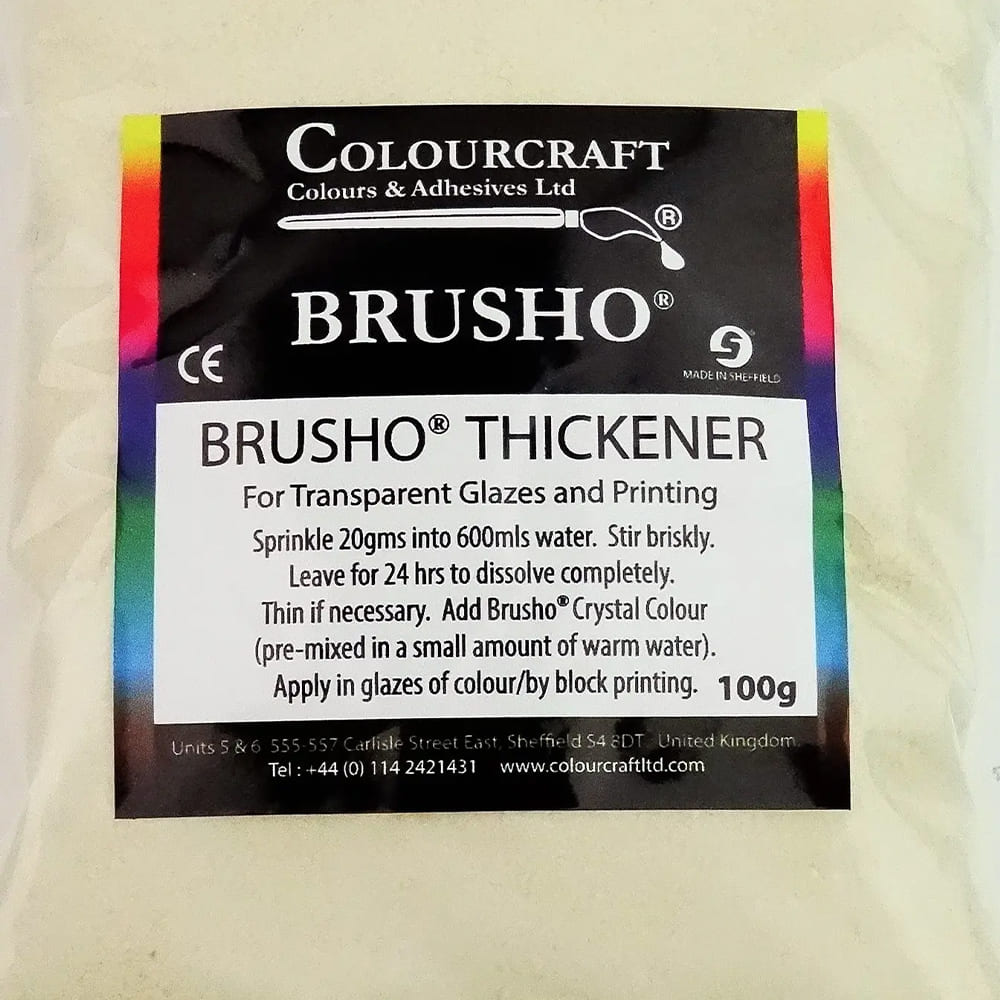 COLOURCRAFT
Colours & Adhesives Ltd
®
BRUSHO®
CE
MADE IN SHEFFIELD
BRUSHO® THICKENER
For Transparent Glazes and Printing
Sprinkle 20gms into 600mls water. Stir briskly.
Leave for 24 hrs to dissolve completely.
Thin if necessary. Add Brusho® Crystal Colour
(pre-mixed in a small amount of warm water).
Apply in glazes of colour/by block printing. 100g
Units 5 & 6 555-557 Carlisle Street East, Sheffield S4 8DT United Kingdom.
Tel : +44 (0) 114 2421431 www.colourcraftltd.com